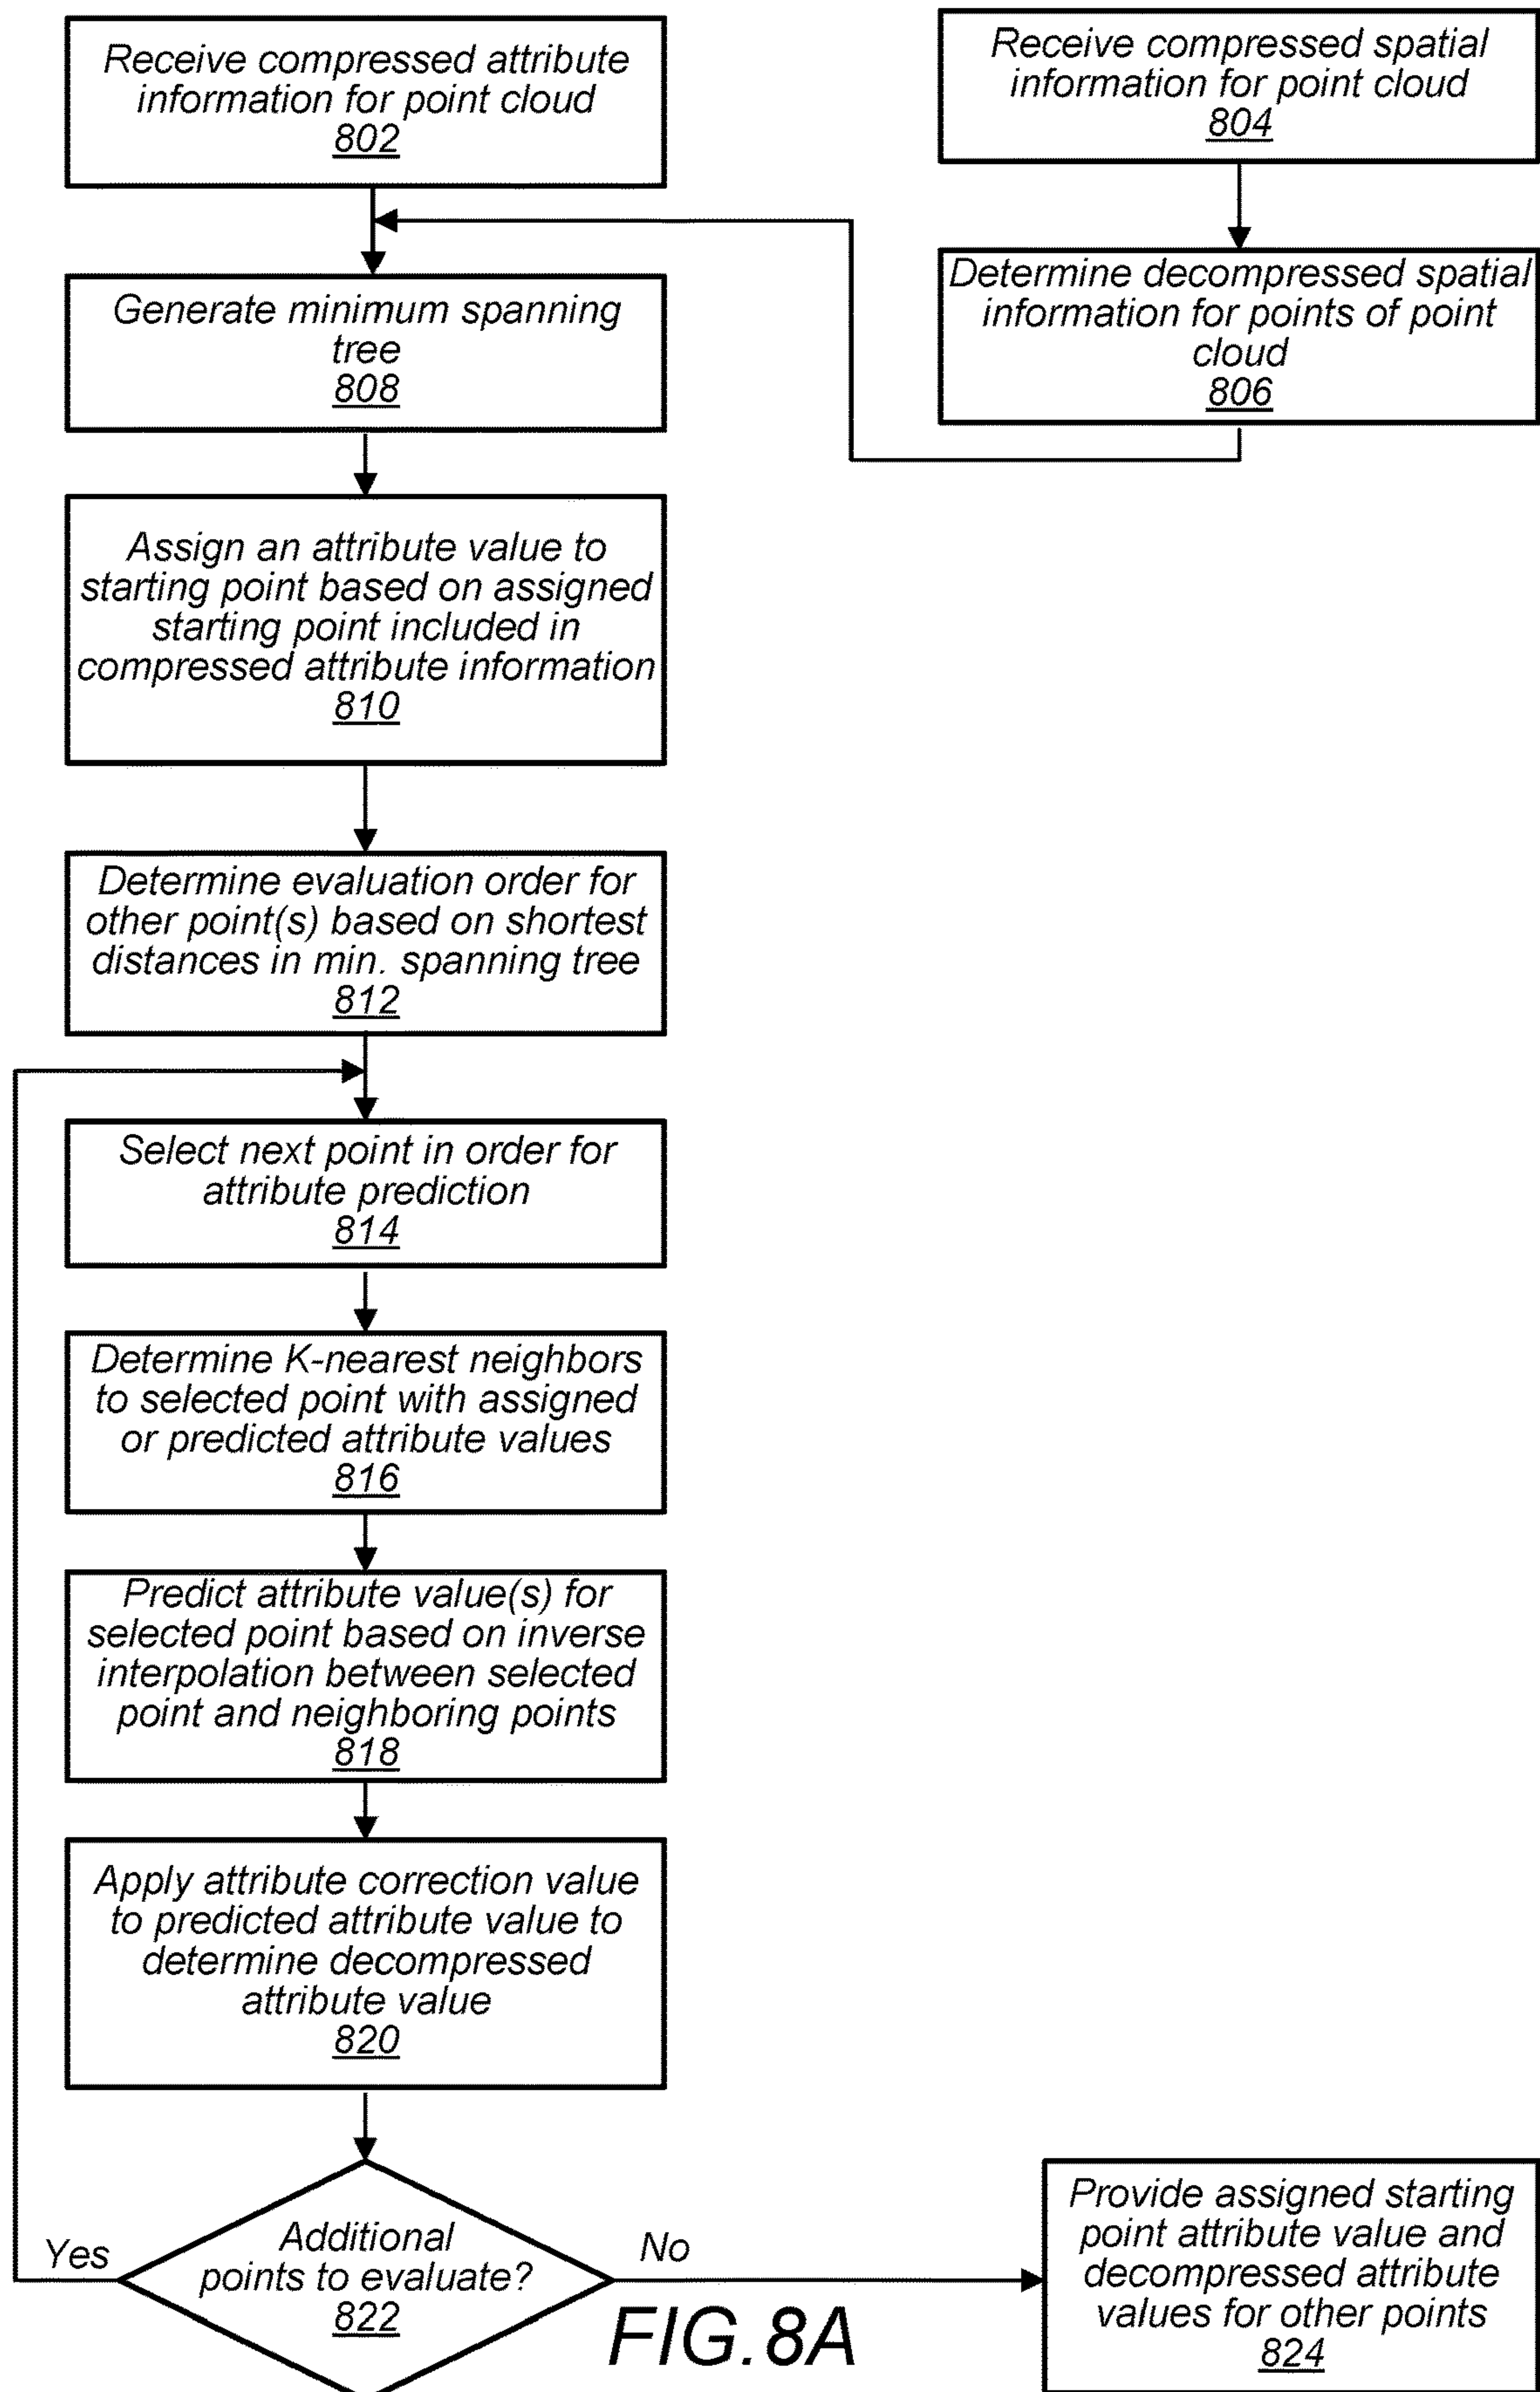 Receive compressed attribute
information for point cloud
802
Receive compressed spatial
information for point cloud
804
Determine decompressed spatial
information for points of point
cloud
806
Generate minimum spanning
tree
808
Assign an attribute value to
starting point based on assigned
starting point included in
compressed attribute information
810
Determine evaluation order for
other point(s) based on shortest
distances in min. spanning tree
812
Select next point in order for
attribute prediction
814
Determine K-nearest neighbors
to selected point with assigned
or predicted attribute values
816
Predict attribute value(s) for
selected point based on inverse
interpolation between selected
point and neighboring points
818
Apply attribute correction value
to predicted attribute value to
determine decompressed
attribute value
820
Additional
points to evaluate?
822
Yes
No
Provide assigned starting
point attribute value and
decompressed attribute
values for other points
824
FIG. 8A